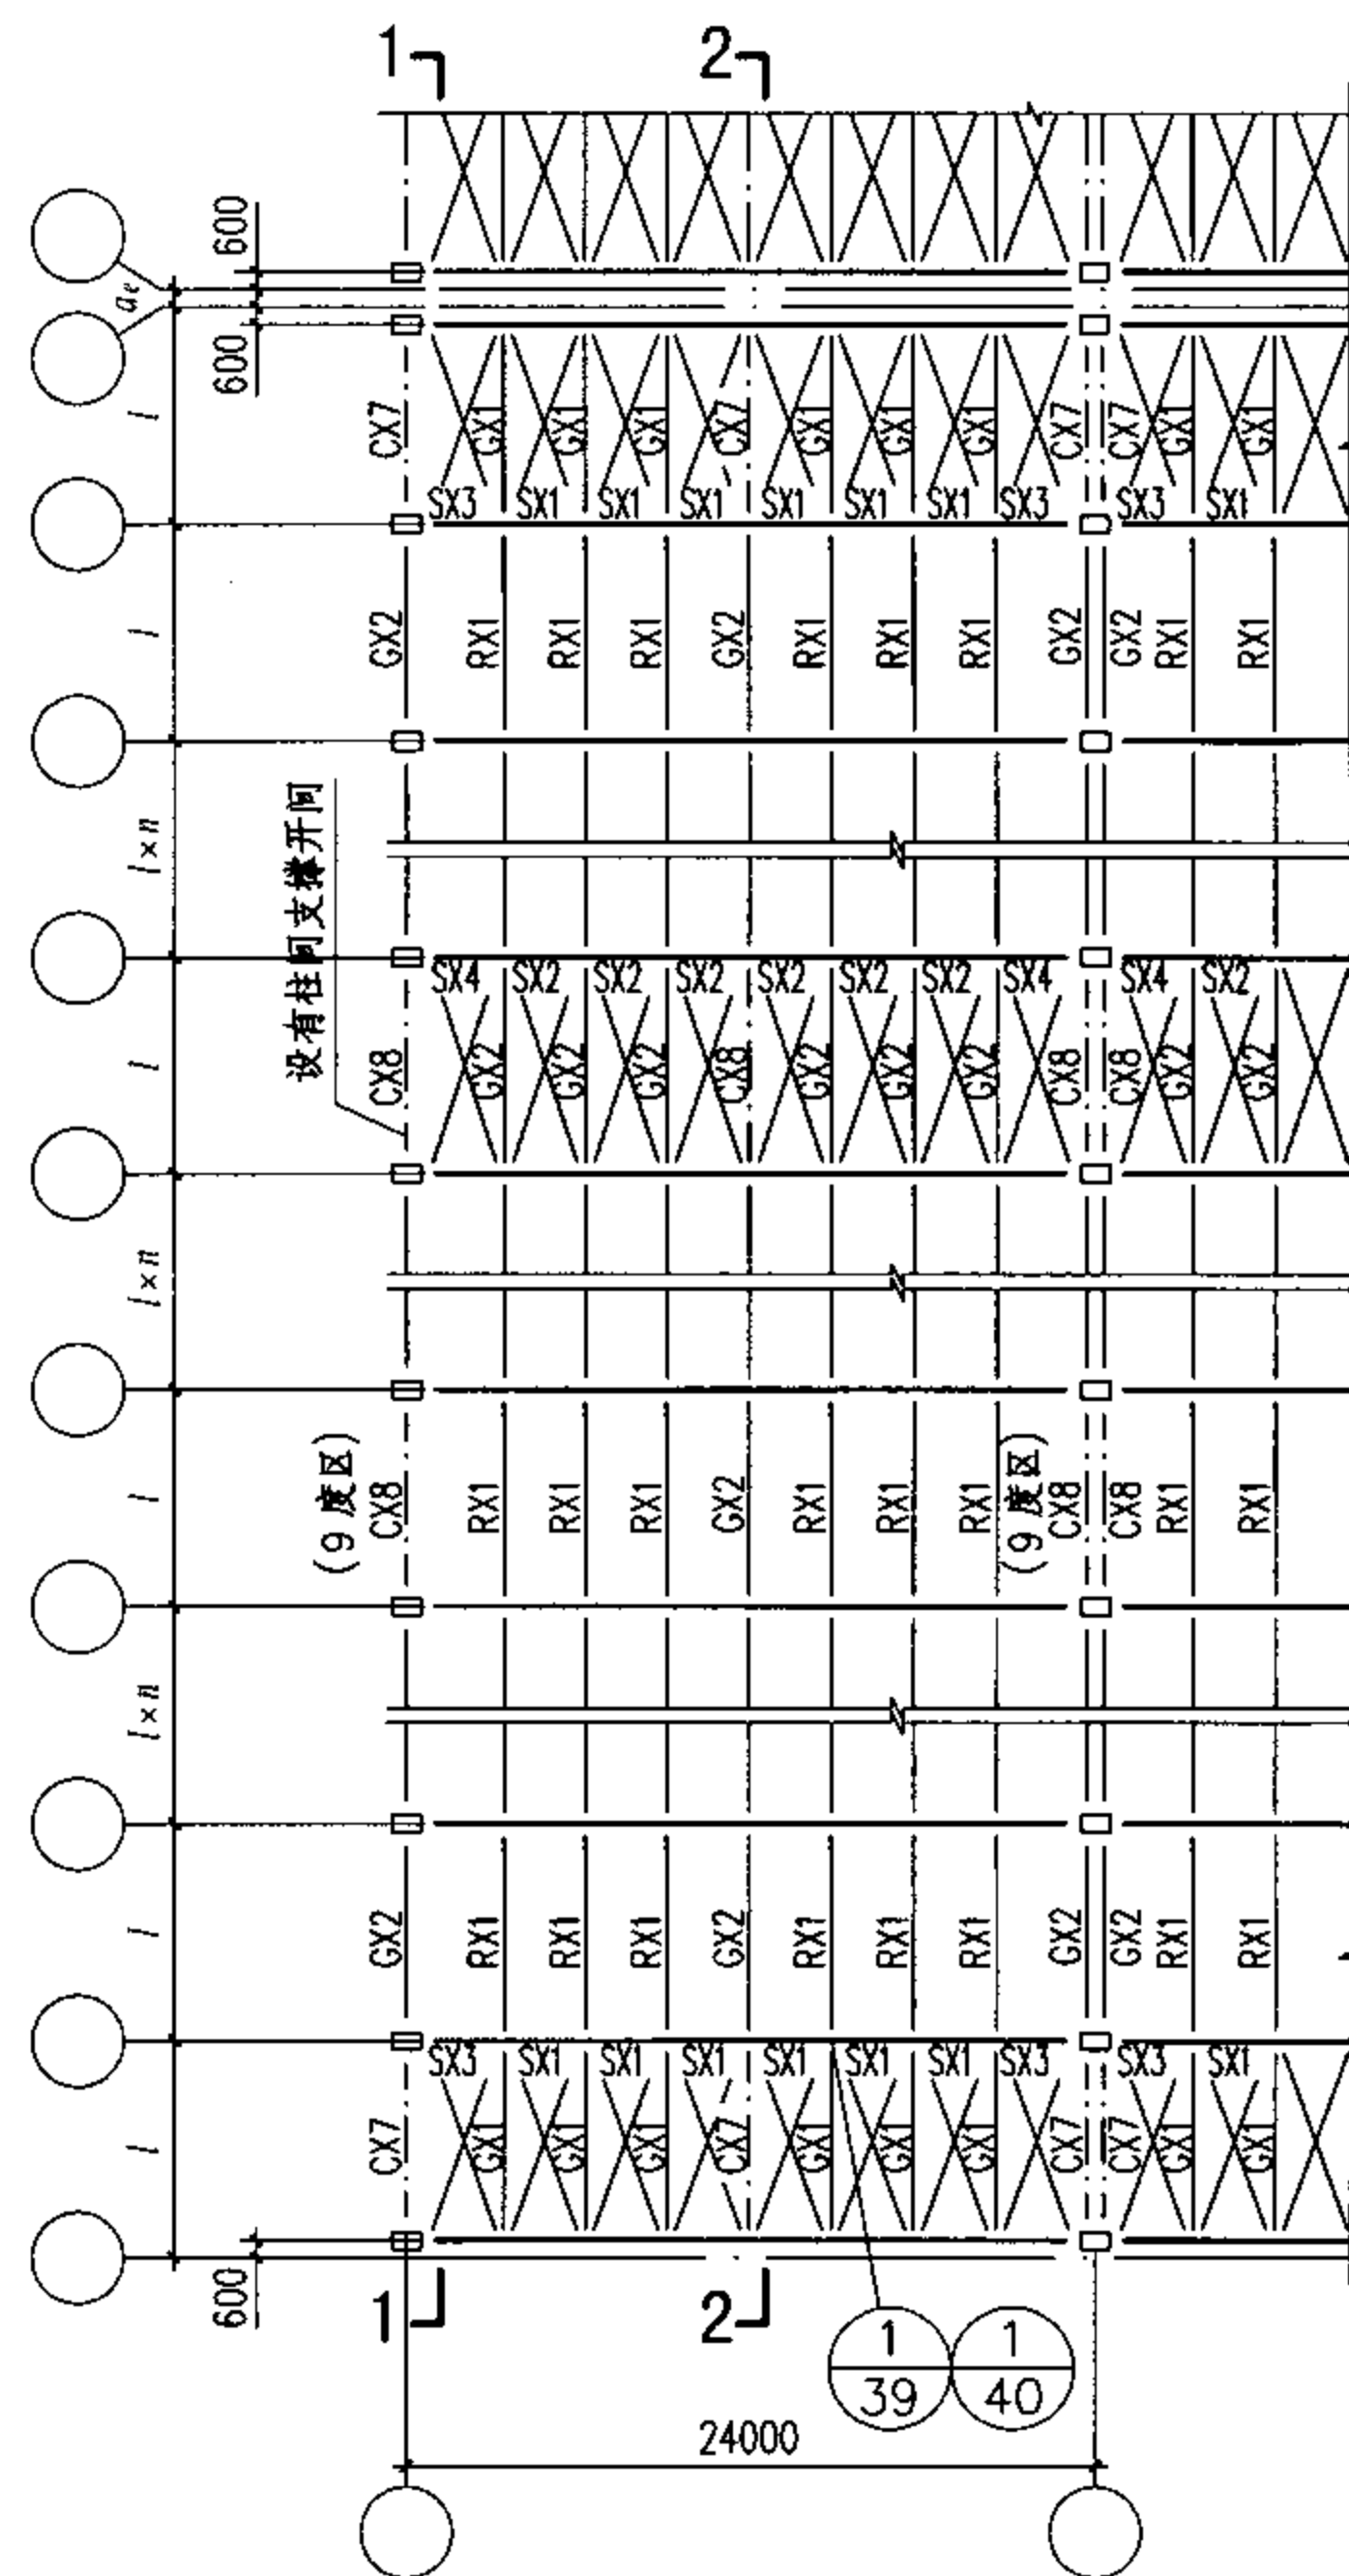 1 2
600
ae
600
l
CX7 GX1 GX1 GX1 CX7 GX1 GX1 GX1 CX7 CX7 GX1 GX1
SX3 SX1 SX1 SX1 SX1 SX1 SX1 SX3 SX3 SX1
l
GX2 RX1 RX1 RX1 GX2 RX1 RX1 RX1 GX2 GX2 RX1 RX1
l×n
设有柱间支撑开间
SX4 SX2 SX2 SX2 SX2 SX2 SX2 SX4 SX4 SX2
l
CX8 GX2 GX2 GX2 CX8 GX2 GX2 GX2 CX8 CX8 GX2 GX2
l×n
l
(9度区) (9度区)
CX8 RX1 RX1 RX1 GX2 RX1 RX1 RX1 CX8 CX8 RX1 RX1
l×n
l
GX2 RX1 RX1 RX1 GX2 RX1 RX1 RX1 GX2 GX2 RX1 RX1
SX3 SX1 SX1 SX1 SX1 SX1 SX1 SX3 SX3 SX1
l
CX7 GX1 GX1 GX1 CX7 GX1 GX1 GX1 CX7 CX7 GX1 GX1
600
1 2
1 1
39 40
24000